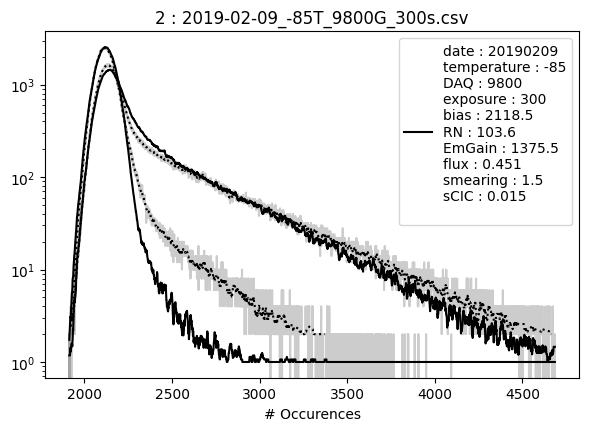 2 : 2019-02-09_-85T_9800G_300s.csv
date : 20190209
temperature : -85
DAQ : 9800
exposure : 300
bias : 2118.5
RN : 103.6
EmGain : 1375.5
flux : 0.451
smearing : 1.5
sCIC : 0.015
10³
10²
10¹
10⁰
2000 2500 3000 3500 4000 4500
# Occurences